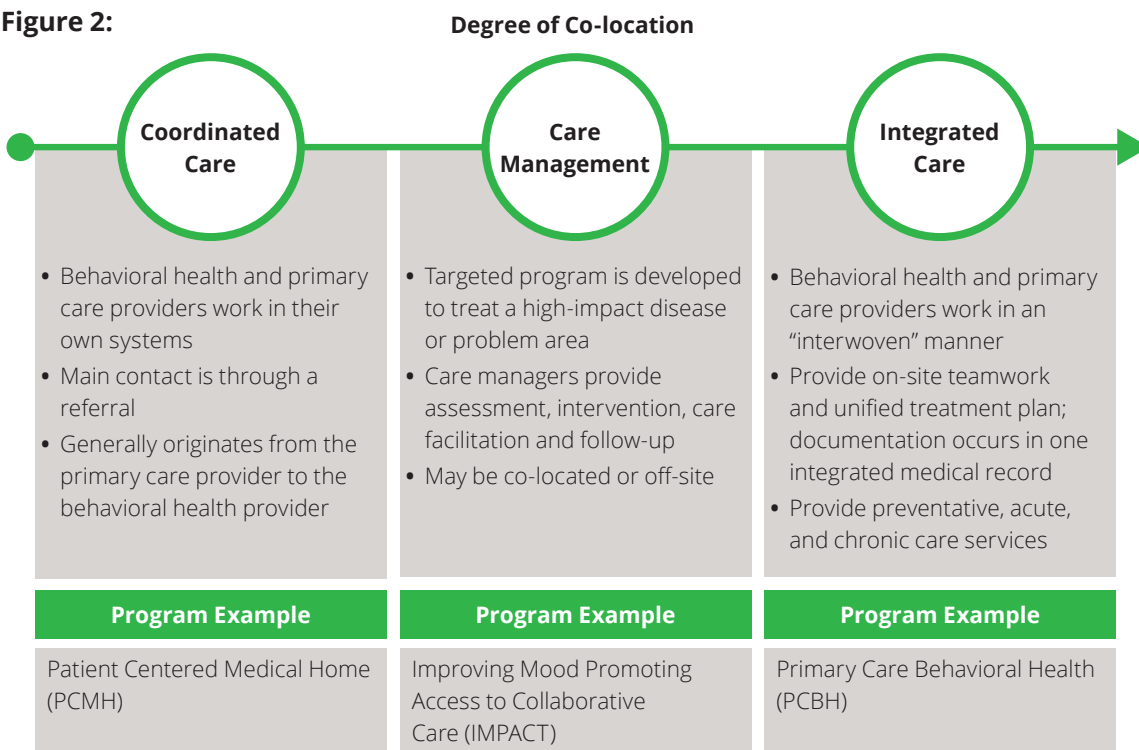 Figure 2:
Degree of Co-location
Coordinated
Care
• Behavioral health and primary
care providers work in their
own systems
• Main contact is through a
referral
• Generally originates from the
primary care provider to the
behavioral health provider
Program Example
Patient Centered Medical Home
(PCMH)
Care
Management
• Targeted program is developed
to treat a high-impact disease
or problem area
• Care managers provide
assessment, intervention, care
facilitation and follow-up
• May be co-located or off-site
Program Example
Improving Mood Promoting
Access to Collaborative
Care (IMPACT)
Integrated
Care
• Behavioral health and primary
care providers work in an
“interwoven” manner
• Provide on-site teamwork
and unified treatment plan;
documentation occurs in one
integrated medical record
• Provide preventative, acute,
and chronic care services
Program Example
Primary Care Behavioral Health
(PCBH)